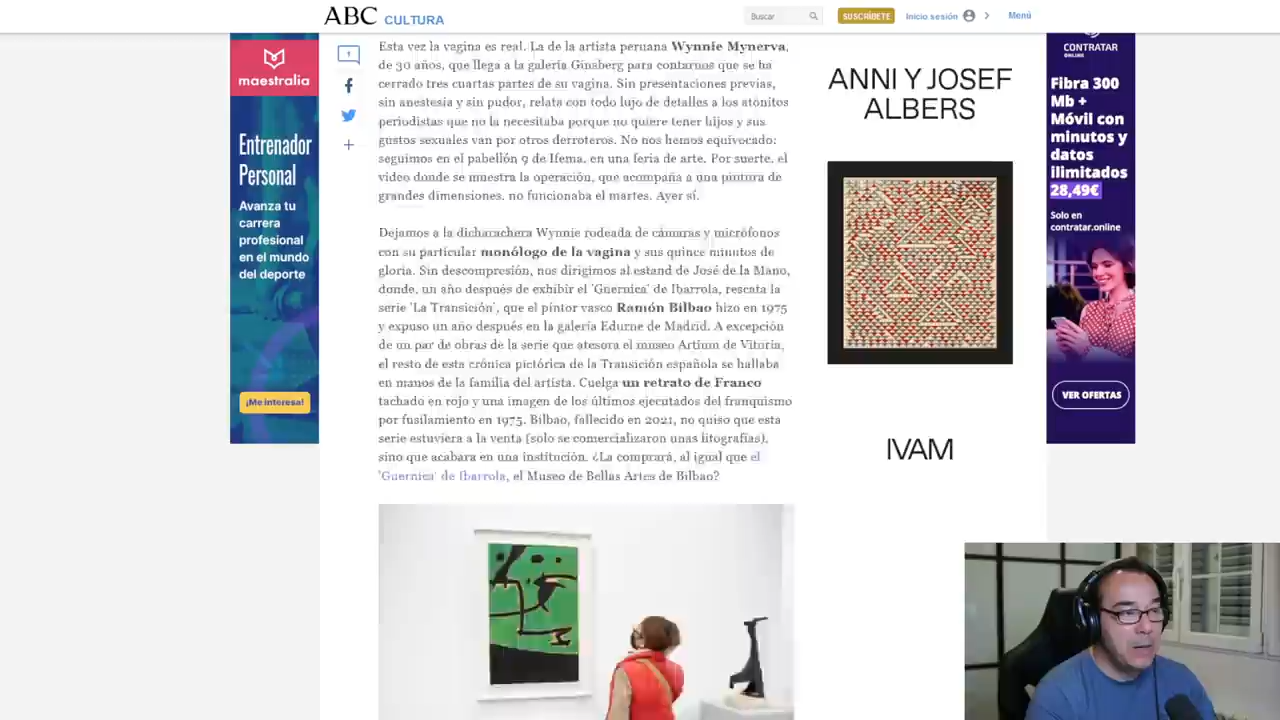 ABC CULTURA
Buscar
SUSCRÍBETE
Inicio sesión
Menú
maestralia
Entrenador
Personal
Avanza tu
carrera
profesional
en el mundo
del deporte
¡Me interesa!
1
Esta vez la vagina es real. La de la artista peruana Wynnie Mynerva,
de 30 años, que llega a la galería Ginsberg para contarnos que se ha
cerrado tres cuartas partes de su vagina. Sin presentaciones previas,
sin anestesia y sin pudor, relata con todo lujo de detalles a los atónitos
periodistas que no la necesitaba porque no quiere tener hijos y sus
gustos sexuales van por otros derroteros. No nos hemos equivocado:
seguimos en el pabellón 9 de Ifema, en una feria de arte. Por suerte, el
vídeo donde se muestra la operación, que acompaña a una pintura de
grandes dimensiones, no funcionaba el martes. Ayer sí.
Dejamos a la dicharachera Wynnie rodeada de cámaras y micrófonos
con su particular monólogo de la vagina y sus quince minutos de
gloria. Sin descompresión, nos dirigimos al estand de José de la Mano,
donde, un año después de exhibir el 'Guernica' de Ibarrola, rescata la
serie 'La Transición', que el pintor vasco Ramón Bilbao hizo en 1975
y expuso un año después en la galería Edurne de Madrid. A excepción
de un par de obras de la serie que atesora el museo Artium de Vitoria,
el resto de esta crónica pictórica de la Transición española se hallaba
en manos de la familia del artista. Cuelga un retrato de Franco
tachado en rojo y una imagen de los últimos ejecutados del franquismo
por fusilamiento en 1975. Bilbao, fallecido en 2021, no quiso que esta
serie estuviera a la venta (solo se comercializaron unas litografías),
sino que acabara en una institución. ¿La comprará, al igual que el
'Guernica' de Ibarrola, el Museo de Bellas Artes de Bilbao?
ANNI Y JOSEF
ALBERS
IVAM
CONTRATAR
ONLINE
Fibra 300
Mb +
Móvil con
minutos y
datos
ilimitados
28,49€
Solo en
contratar.online
VER OFERTAS